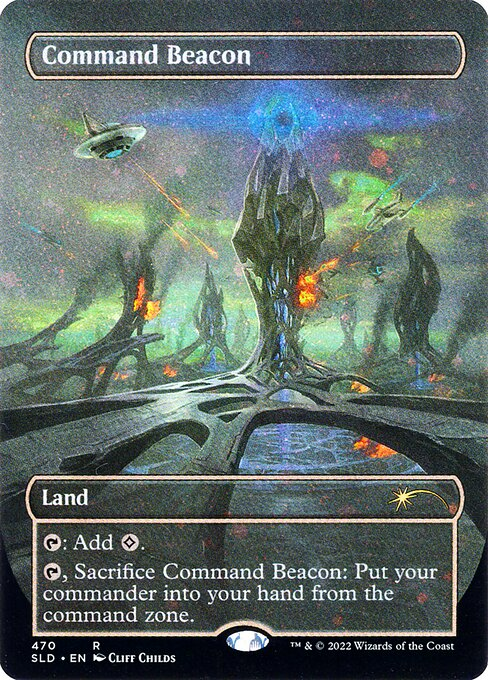 Command Beacon
Land
: Add .
, Sacrifice Command Beacon: Put your
commander into your hand from the
command zone.
470 R
SLD • EN Cliff Childs
™ & © 2022 Wizards of the Coast